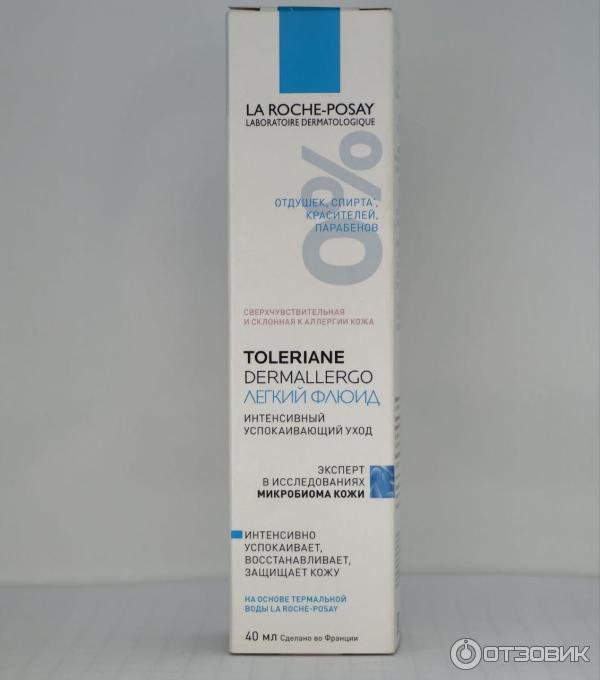 LA ROCHE-POSAY
LABORATOIRE DERMATOLOGIQUE
0%
ОТДУШЕК, СПИРТА*,
КРАСИТЕЛЕЙ,
ПАРАБЕНОВ
СВЕРХЧУВСТВИТЕЛЬНАЯ
И СКЛОННАЯ К АЛЛЕРГИИ КОЖА
TOLERIANE
DERMALLERGO
ЛЕГКИЙ ФЛЮИД
ИНТЕНСИВНЫЙ
УСПОКАИВАЮЩИЙ УХОД
ЭКСПЕРТ
В ИССЛЕДОВАНИЯХ
МИКРОБИОМА КОЖИ
ИНТЕНСИВНО
УСПОКАИВАЕТ,
ВОССТАНАВЛИВАЕТ,
ЗАЩИЩАЕТ КОЖУ
НА ОСНОВЕ ТЕРМАЛЬНОЙ
ВОДЫ LA ROCHE-POSAY
40 МЛ Сделано во Франции
ОТЗОВИК